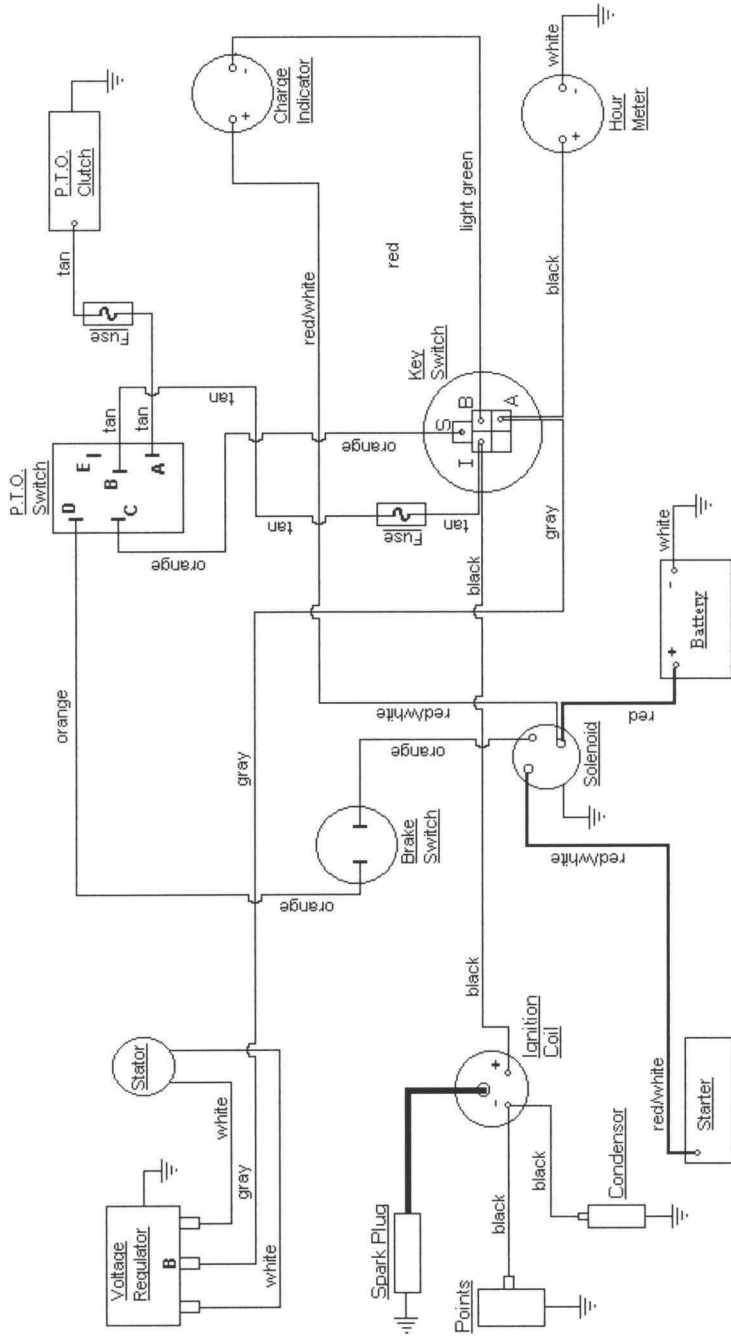 P.T.O.
Clutch
tan
Fuse
tan
tan
tan
P.T.O.
Switch
D
E
B
C
A
orange
orange
orange
tan
Fuse
tan
Charge
Indicator
+
-
red/white
red
light green
Key
Switch
S
B
I
A
Hour
Meter
+
-
white
black
gray
black
Battery
+
-
white
red
red/white
orange
Solenoid
red/white
Brake
Switch
orange
gray
Stator
white
gray
white
Voltage
Regulator
B
Ignition
Coil
+
-
black
black
black
Spark Plug
Points
Condensor
Starter
red/white